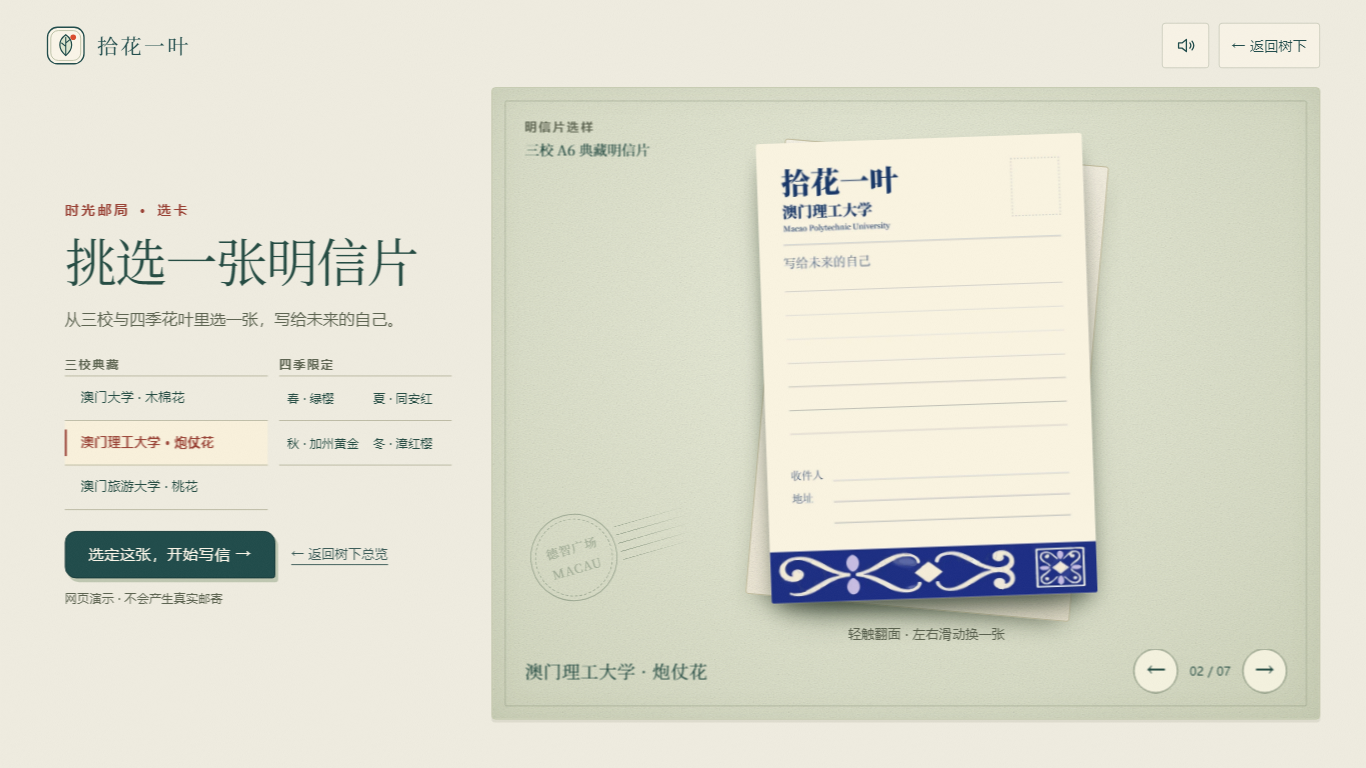 拾花一叶
← 返回树下
时光邮局 • 选卡
挑选一张明信片
从三校与四季花叶里选一张，写给未来的自己。
三校典藏
澳门大学 · 木棉花
澳门理工大学 • 炮仗花
澳门旅游大学 · 桃花
四季限定
春 · 绿樱
夏 · 同安红
秋 · 加州黄金
冬 · 漳红樱
选定这张，开始写信 →
← 返回树下总览
网页演示 · 不会产生真实邮寄
明信片选样
三校 A6 典藏明信片
拾花一叶
澳门理工大学
Macao Polytechnic University
写给未来的自己
收件人
地址
德智广场
MACAU
轻触翻面 · 左右滑动换一张
澳门理工大学 · 炮仗花
← 02 / 07 →